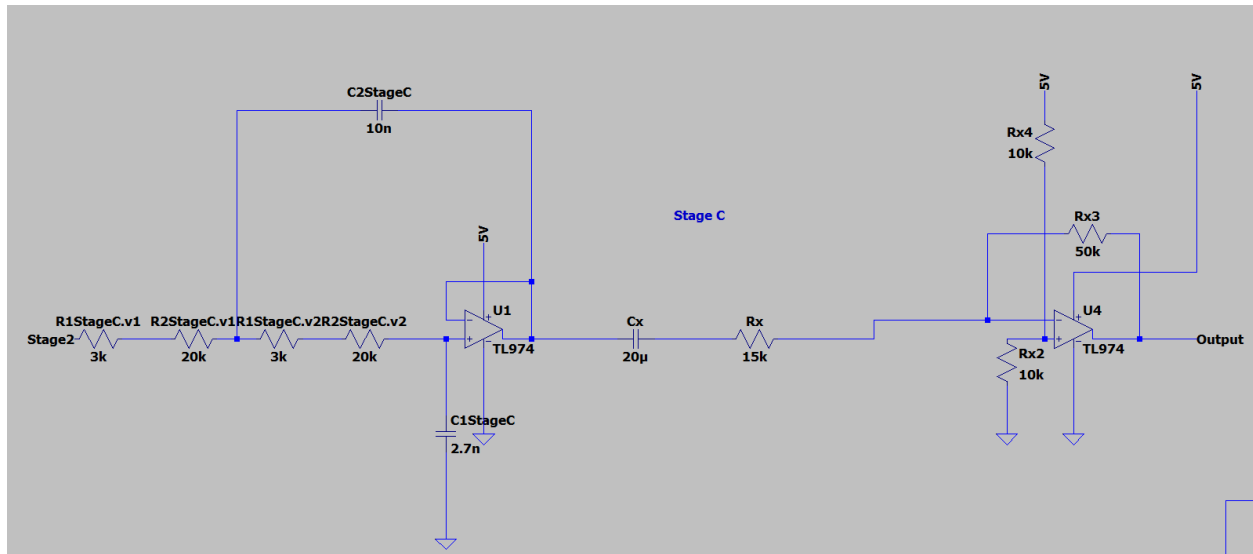 C2StageC
10n
5V
5V
Rx4
10k
Stage C
Rx3
50k
5V
U1
R1StageC.v1
R2StageC.v1
R1StageC.v2
R2StageC.v2
Stage2
3k
20k
3k
20k
TL974
Cx
20µ
Rx
15k
U4
TL974
Output
Rx2
10k
C1StageC
2.7n